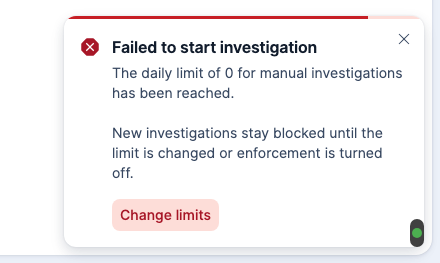 Failed to start investigation
The daily limit of 0 for manual investigations
has been reached.
New investigations stay blocked until the
limit is changed or enforcement is turned
off.
Change limits